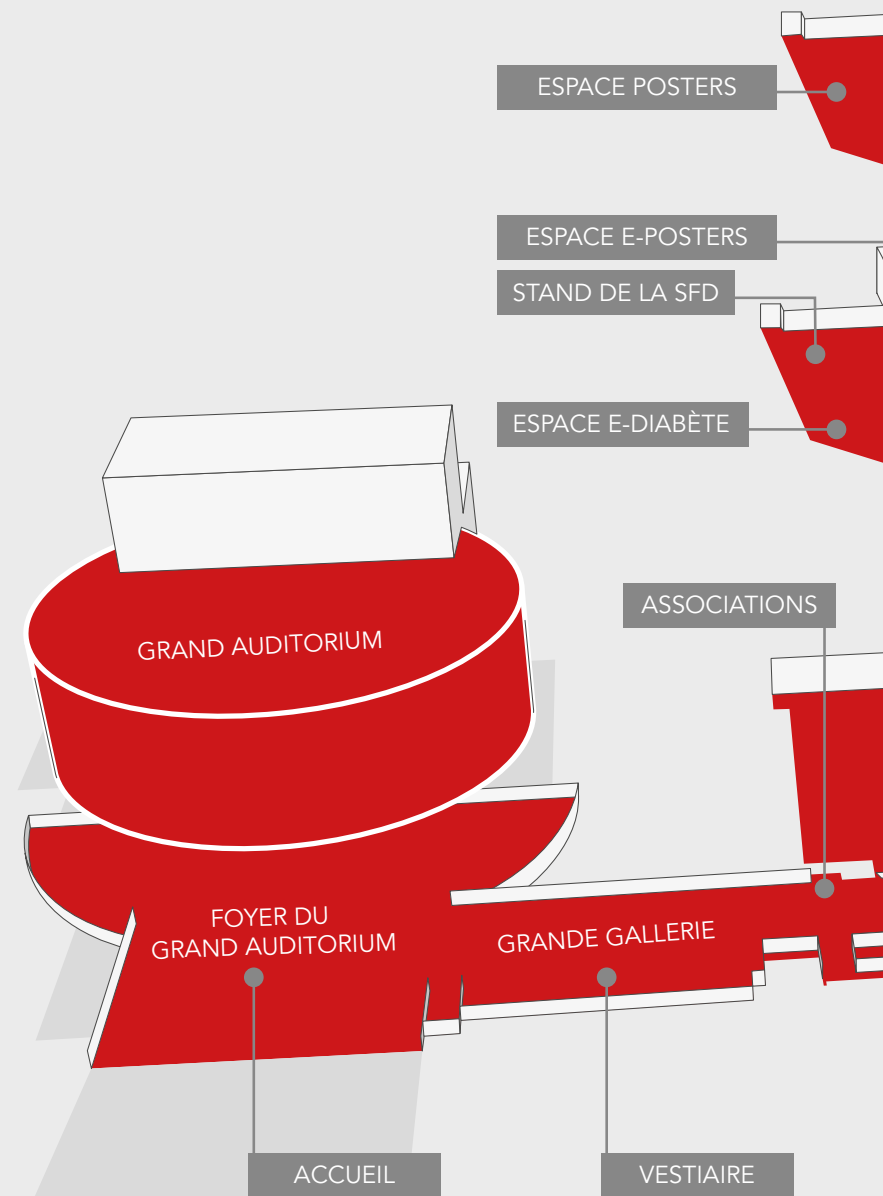 ESPACE POSTERS
ESPACE E-POSTERS
STAND DE LA SFD
ESPACE E-DIABÈTE
ASSOCIATIONS
GRAND AUDITORIUM
FOYER DU
GRAND AUDITORIUM
GRANDE GALLERIE
ACCUEIL
VESTIAIRE